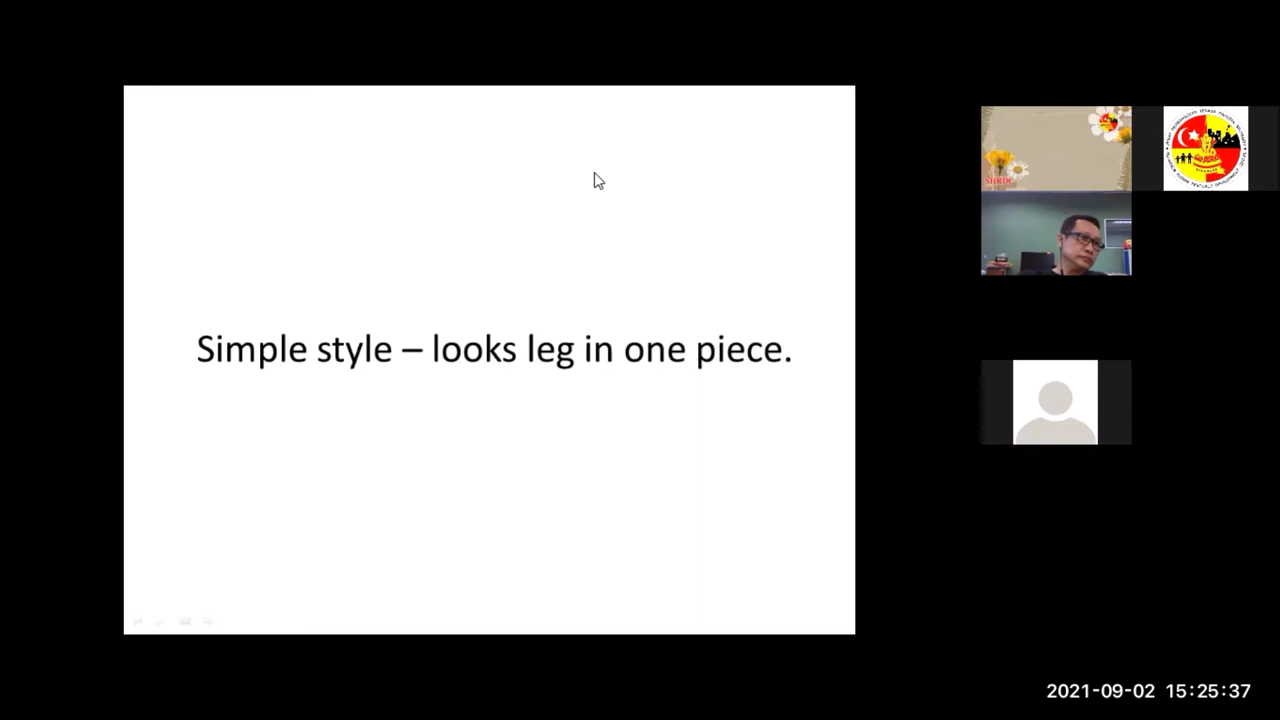 Simple style – looks leg in one piece.
SHRDC
2021-09-02 15:25:37